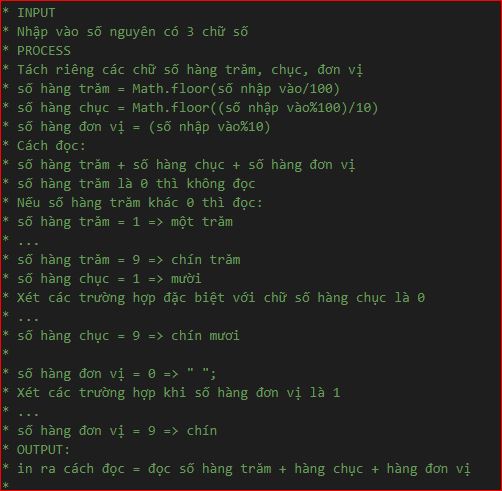 * INPUT
* Nhập vào số nguyên có 3 chữ số
* PROCESS
* Tách riêng các chữ số hàng trăm, chục, đơn vị
* số hàng trăm = Math.floor(số nhập vào/100)
* số hàng chục = Math.floor((số nhập vào%100)/10)
* số hàng đơn vị = (số nhập vào%10)
* Cách đọc:
* số hàng trăm + số hàng chục + số hàng đơn vị
* số hàng trăm là 0 thì không đọc
* Nếu số hàng trăm khác 0 thì đọc:
* số hàng trăm = 1 => một trăm
* ...
* số hàng trăm = 9 => chín trăm
* số hàng chục = 1 => mười
* Xét các trường hợp đặc biệt với chữ số hàng chục là 0
* ...
* số hàng chục = 9 => chín mươi
*
* số hàng đơn vị = 0 => " ";
* Xét các trường hợp khi số hàng đơn vị là 1
* ...
* số hàng đơn vị = 9 => chín
* OUTPUT:
* in ra cách đọc = đọc số hàng trăm + hàng chục + hàng đơn vị
*